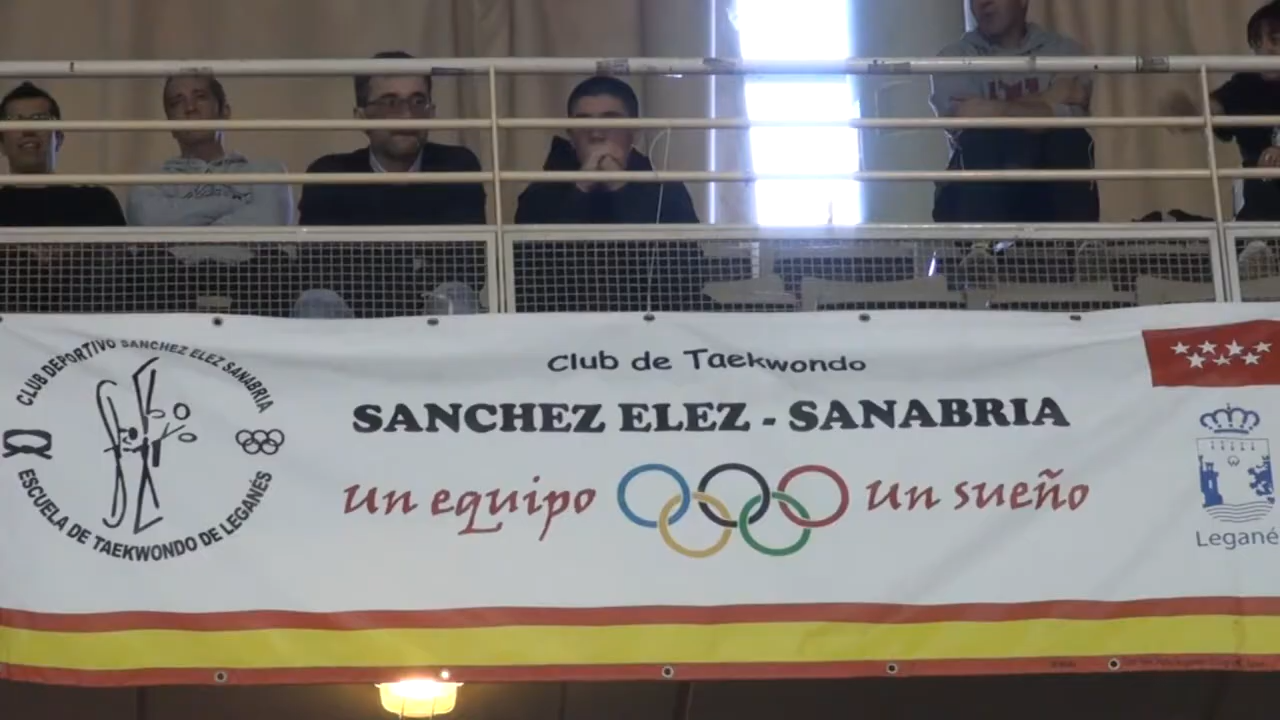 CLUB DEPORTIVO SANCHEZ ELEZ SANABRIA
ESCUELA DE TAEKWONDO DE LEGANÉS
Club de Taekwondo
SANCHEZ ELEZ - SANABRIA
un equipo un sueño
Legané